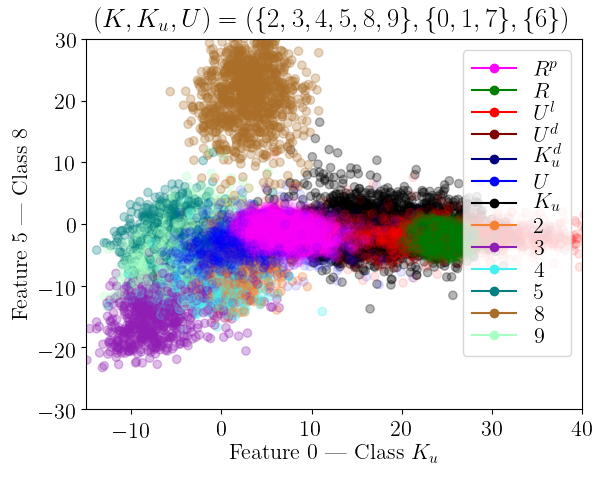 (K, K_u, U) = ({2, 3, 4, 5, 8, 9}, {0, 1, 7}, {6})
30
20
10
0
−10
−20
−30
Feature 5 — Class 8
−10
0
10
20
30
40
Feature 0 — Class K_u
R^p
R
U^l
U^d
K_u^d
U
K_u
2
3
4
5
8
9